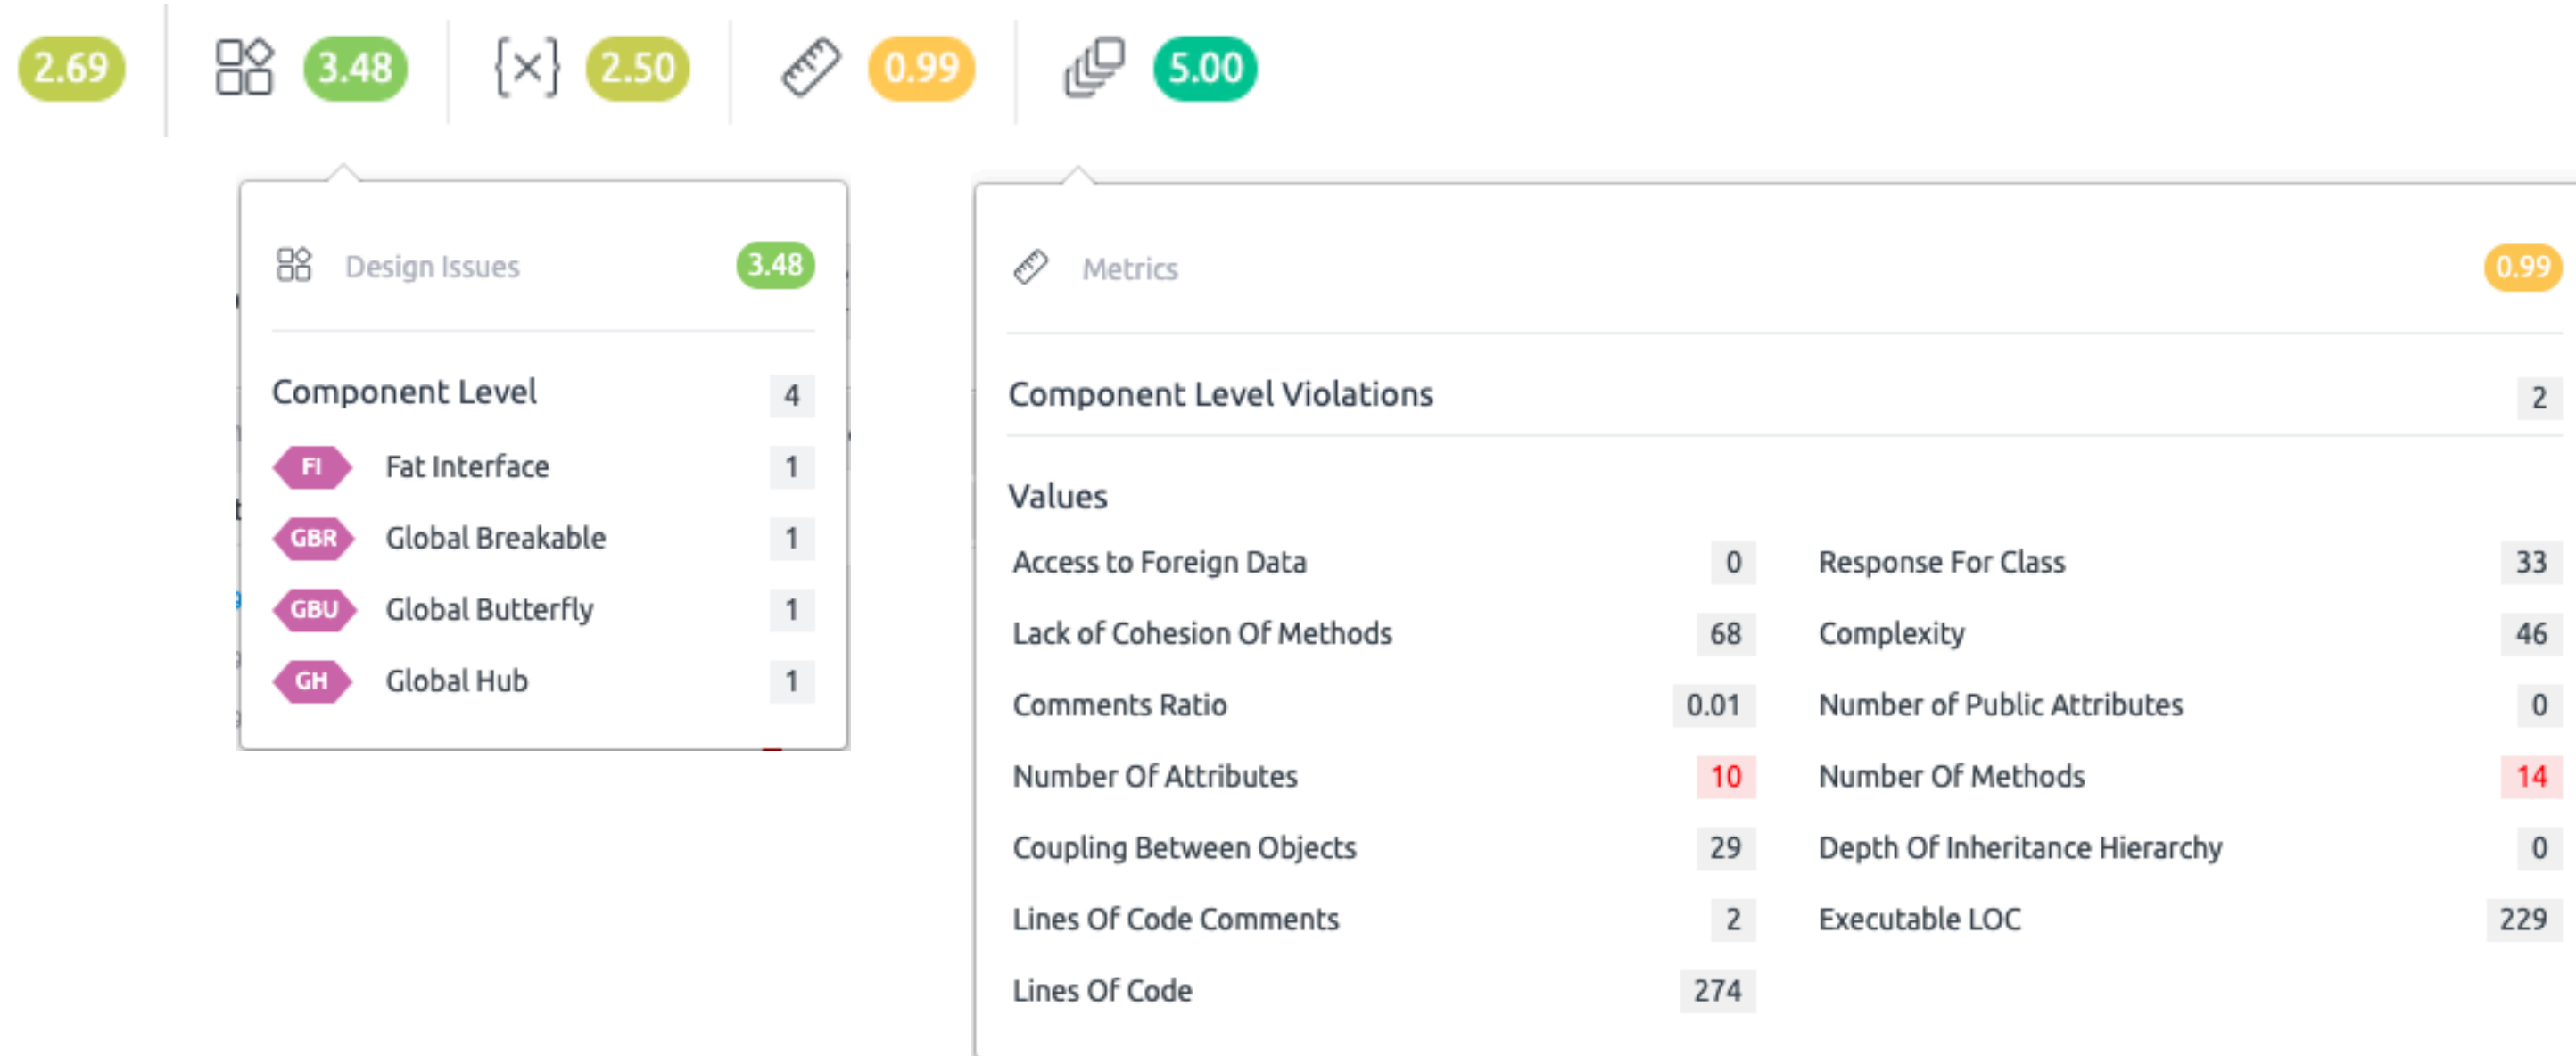 2.69 3.48 {x} 2.50 0.99 5.00
Design Issues 3.48
Component Level 4
FI Fat Interface 1
GBR Global Breakable 1
GBU Global Butterfly 1
GH Global Hub 1
Metrics 0.99
Component Level Violations 2
Values
Access to Foreign Data 0 Response For Class 33
Lack of Cohesion Of Methods 68 Complexity 46
Comments Ratio 0.01 Number of Public Attributes 0
Number Of Attributes 10 Number Of Methods 14
Coupling Between Objects 29 Depth Of Inheritance Hierarchy 0
Lines Of Code Comments 2 Executable LOC 229
Lines Of Code 274